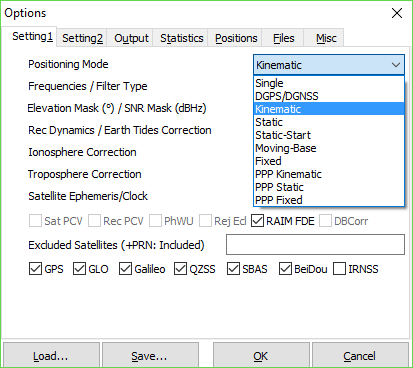 Options
Setting1 Setting2 Output Statistics Positions Files Misc
Positioning Mode Kinematic
Frequencies / Filter Type
Elevation Mask (°) / SNR Mask (dBHz)
Rec Dynamics / Earth Tides Correction
Ionosphere Correction
Troposphere Correction
Satellite Ephemeris/Clock
Single
DGPS/DGNSS
Kinematic
Static
Static-Start
Moving-Base
Fixed
PPP Kinematic
PPP Static
PPP Fixed
Sat PCV Rec PCV PhWU Rej Ecl RAIM FDE DBCorr
Excluded Satellites (+PRN: Included)
GPS GLO Galileo QZSS SBAS BeiDou IRNSS
Load... Save... OK Cancel